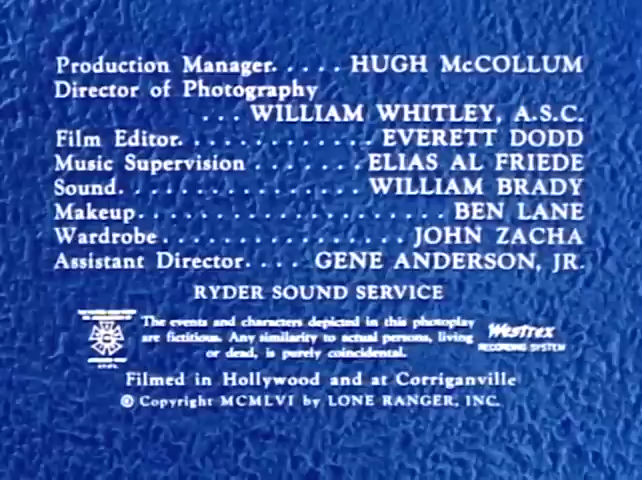 Production Manager. . . . . HUGH McCOLLUM
Director of Photography
. . . WILLIAM WHITLEY, A.S.C.
Film Editor. . . . . . . . . . . . . EVERETT DODD
Music Supervision . . . . . . . ELIAS AL FRIEDE
Sound. . . . . . . . . . . . . . . . WILLIAM BRADY
Makeup. . . . . . . . . . . . . . . . . . . . BEN LANE
Wardrobe . . . . . . . . . . . . . . . . JOHN ZACHA
Assistant Director. . . . GENE ANDERSON, JR.
RYDER SOUND SERVICE
The events and characters depicted in this photoplay
are fictitious. Any similarity to actual persons, living
or dead, is purely coincidental.
Westrex
RECORDING SYSTEM
Filmed in Hollywood and at Corriganville
© Copyright MCMLVI by LONE RANGER, INC.